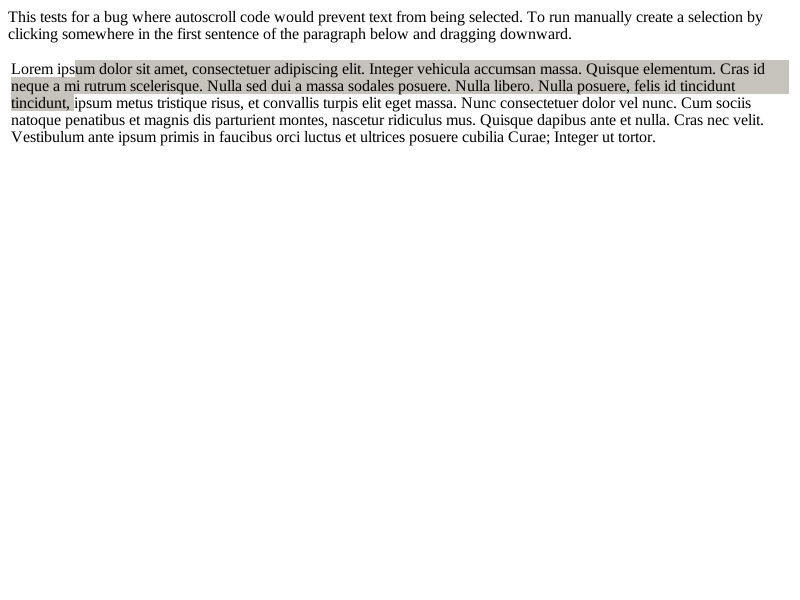 This tests for a bug where autoscroll code would prevent text from being selected. To run manually create a selection by
clicking somewhere in the first sentence of the paragraph below and dragging downward.
Lorem ipsum dolor sit amet, consectetuer adipiscing elit. Integer vehicula accumsan massa. Quisque elementum. Cras id
neque a mi rutrum scelerisque. Nulla sed dui a massa sodales posuere. Nulla libero. Nulla posuere, felis id tincidunt
tincidunt, ipsum metus tristique risus, et convallis turpis elit eget massa. Nunc consectetuer dolor vel nunc. Cum sociis
natoque penatibus et magnis dis parturient montes, nascetur ridiculus mus. Quisque dapibus ante et nulla. Cras nec velit.
Vestibulum ante ipsum primis in faucibus orci luctus et ultrices posuere cubilia Curae; Integer ut tortor.